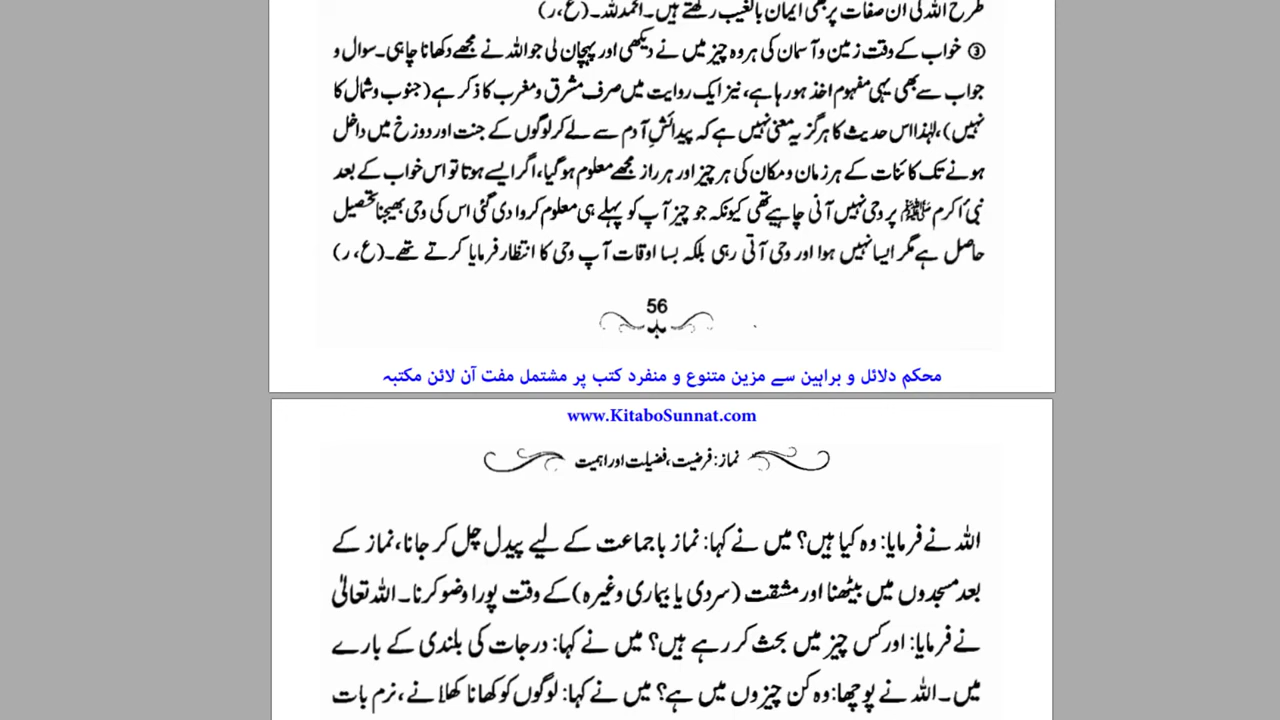 طرح اللہ کی ان صفات پر بھی ایمان بالغیب رکھتے ہیں۔ الحمد للہ۔ (ع، ر)
③ خواب کے وقت زمین و آسمان کی ہر وہ چیز میں نے دیکھی اور پہچان لی جو اللہ نے مجھے دکھانا چاہی۔ سوال و
جواب سے بھی یہی مفہوم اخذ ہو رہا ہے، نیز ایک روایت میں صرف مشرق و مغرب کا ذکر ہے (جنوب و شمال کا
نہیں)، لہٰذا اس حدیث کا ہرگز یہ معنی نہیں ہے کہ پیدائشِ آدم سے لے کر لوگوں کے جنت اور دوزخ میں داخل
ہونے تک کائنات کے ہر زمان و مکان کی ہر چیز اور ہر راز مجھے معلوم ہو گیا، اگر ایسے ہوتا تو اس خواب کے بعد
نبیٔ اکرم ﷺ پر وحی نہیں آنی چاہیے تھی کیونکہ جو چیز آپ کو پہلے ہی معلوم کروا دی گئی اس کی وحی بھیجنا تحصیل
حاصل ہے مگر ایسا نہیں ہوا اور وحی آتی رہی بلکہ بسا اوقات آپ وحی کا انتظار فرمایا کرتے تھے۔ (ع، ر)
56
محکم دلائل و براہین سے مزین متنوع و منفرد کتب پر مشتمل مفت آن لائن مکتبہ
www.KitaboSunnat.com
نماز: فرضیت، فضیلت اور اہمیت
اللہ نے فرمایا: وہ کیا ہیں؟ میں نے کہا: نماز باجماعت کے لیے پیدل چل کر جانا، نماز کے
بعد مسجدوں میں بیٹھنا اور مشقت (سردی یا بیماری وغیرہ) کے وقت پورا وضو کرنا۔ اللہ تعالیٰ
نے فرمایا: اور کس چیز میں بحث کر رہے ہیں؟ میں نے کہا: درجات کی بلندی کے بارے
میں۔ اللہ نے پوچھا: وہ کن چیزوں میں ہے؟ میں نے کہا: لوگوں کو کھانا کھلانے، نرم بات